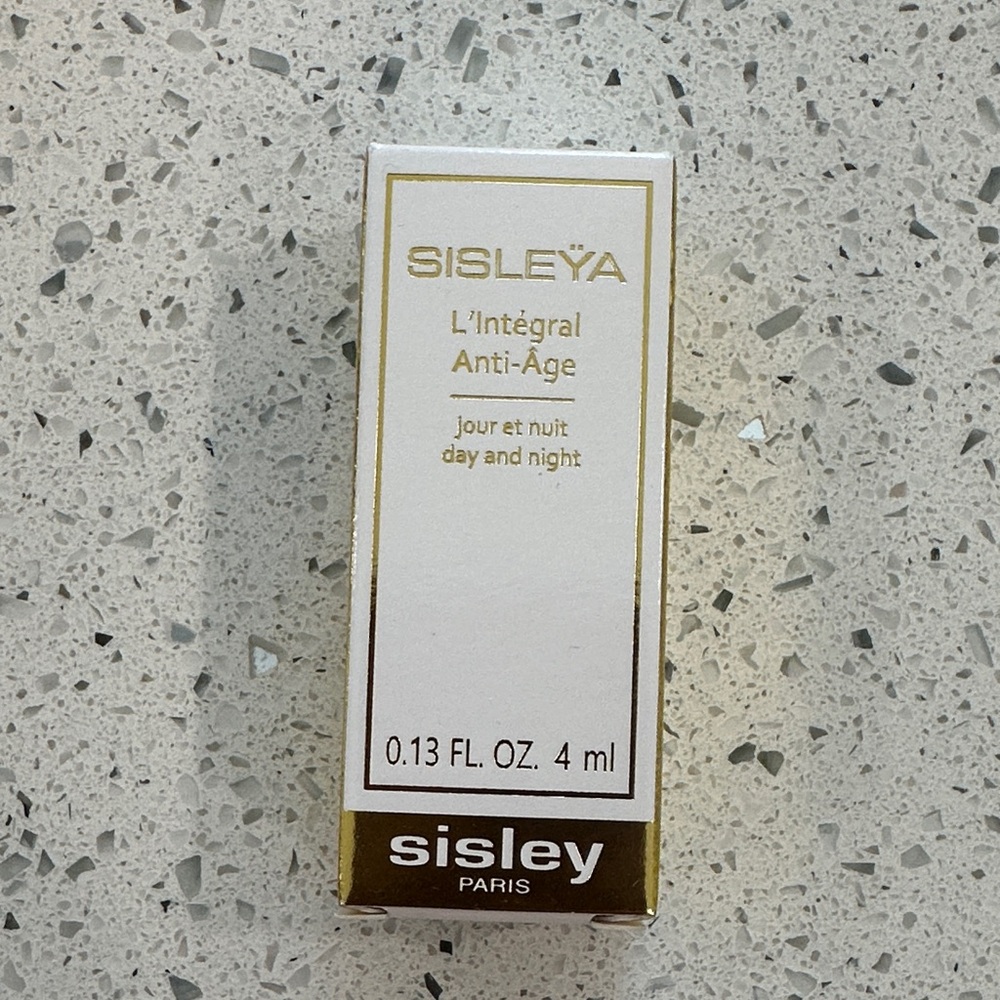 SISLEŸA
L'Intégral
Anti-Âge
jour et nuit
day and night
0.13 FL. OZ. 4 ml
sisley
PARIS